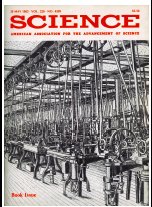 SCIENCE
AMERICAN ASSOCIATION FOR THE ADVANCEMENT OF SCIENCE
Book Issue